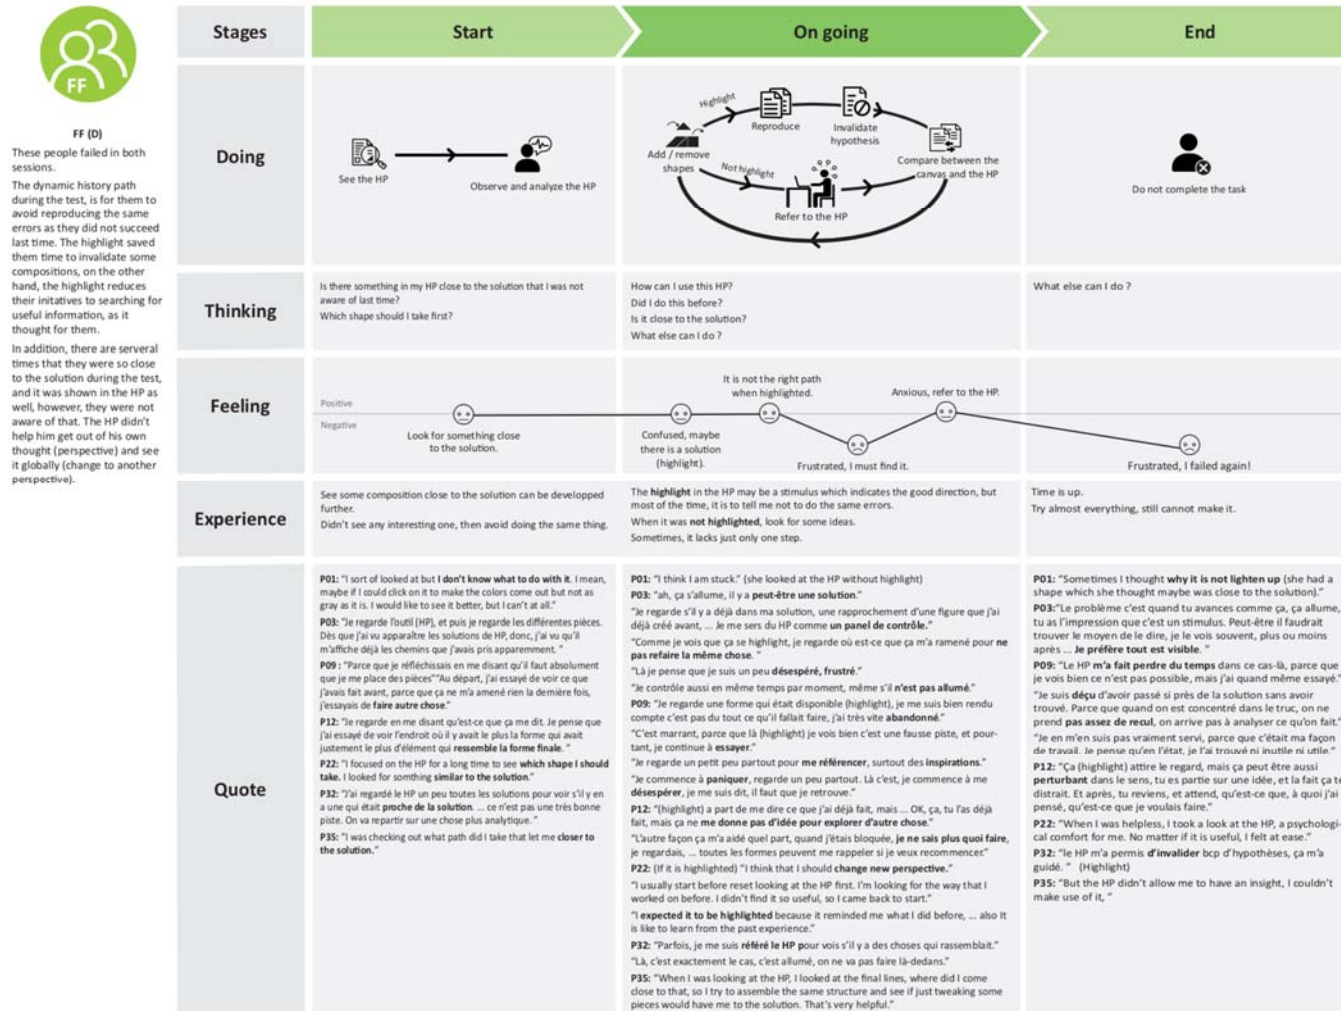 FF
FF (D)
These people failed in both
sessions.
The dynamic history path
during the test, is for them to
avoid reproducing the same
errors as they did not succeed
last time. The highlight saved
them time to invalidate some
compositions, on the other
hand, the highlight reduces
their initatives to searching for
useful information, as it
thought for them.
In addition, there are serveral
times that they were so close
to the solution during the test,
and it was shown in the HP as
well, however, they were not
aware of that. The HP didn't
help him get out of his own
thought (perspective) and see
it globally (change to another
perspective).
Stages
Start
On going
End
Doing
See the HP
Observe and analyze the HP
Highlight
Reproduce
Invalidate
hypothesis
Add / remove
shapes
Not highlight
Compare between the
canvas and the HP
Refer to the HP
Do not complete the task
Thinking
Is there something in my HP close to the solution that I was not
aware of last time?
Which shape should I take first?
How can I use this HP?
Did I do this before?
Is it close to the solution?
What else can I do ?
What else can I do ?
Feeling
Positive
Negative
Look for something close
to the solution.
Confused, maybe
there is a solution
(highlight).
It is not the right path
when highlighted.
Frustrated, I must find it.
Anxious, refer to the HP.
Frustrated, I failed again!
Experience
See some composition close to the solution can be developped
further.
Didn't see any interesting one, then avoid doing the same thing.
The highlight in the HP may be a stimulus which indicates the good direction, but
most of the time, it is to tell me not to do the same errors.
When it was not highlighted, look for some ideas.
Sometimes, it lacks just only one step.
Time is up.
Try almost everything, still cannot make it.
Quote
P01: "I sort of looked at but I don't know what to do with it. I mean,
maybe if I could click on it to make the colors come out but not as
gray as it is. I would like to see it better, but I can't at all."
P03: "Je regarde l'outil (HP), et puis je regarde les différentes pièces.
Dès que j'ai vu apparaître les solutions de HP, donc, j'ai vu qu'il
m'affiche déjà les chemins que j'avais pris apparemment. "
P09 : "Parce que je réfléchissais en me disant qu'il faut absolument
que je me place des pièces""Au départ, j'ai essayé de voir ce que
j'avais fait avant, parce que ça ne m'a amené rien la dernière fois,
j'essayais de faire autre chose."
P12: "Je regarde en me disant qu'est-ce que ça me dit. Je pense que
j'ai essayé de voir l'endroit où il y avait le plus la forme qui avait
justement le plus d'élément qui ressemble la forme finale. "
P22: "I focused on the HP for a long time to see which shape I should
take. I looked for somthing similar to the solution."
P32: "J'ai regardé le HP un peu toutes les solutions pour voir s'il y en
a une qui était proche de la solution. ... ce n'est pas une très bonne
piste. On va repartir sur une chose plus analytique. "
P35: "I was checking out what path did I take that let me closer to
the solution."
P01: "I think I am stuck." (she looked at the HP without highlight)
P03: "ah, ça s'allume, il y a peut-être une solution."
"Je regarde s'il y a déjà dans ma solution, une rapprochement d'une figure que j'ai
déjà créé avant, ... Je me sers du HP comme un panel de contrôle."
"Comme je vois que ça se highlight, je regarde où est-ce que ça m'a ramené pour ne
pas refaire la même chose. "
"Là je pense que je suis un peu désespéré, frustré."
"Je contrôle aussi en même temps par moment, même s'il n'est pas allumé."
P09: "Je regarde une forme qui était disponible (highlight), je me suis bien rendu
compte c'est pas du tout ce qu'il fallait faire, j'ai très vite abandonné."
"C'est marrant, parce que là (highlight) je vois bien c'est une fausse piste, et pour-
tant, je continue à essayer."
"Je regarde un petit peu partout pour me référencer, surtout des inspirations."
"Je commence à paniquer, regarde un peu partout. Là c'est, je commence à me
désespérer, je me suis dit, il faut que je retrouve."
P12: "(highlight) a part de me dire ce que j'ai déjà fait, mais ... OK, ça, tu l'as déjà
fait, mais ça ne me donne pas d'idée pour explorer d'autre chose."
"L'autre façon ça m'a aidé quel part, quand j'étais bloquée, je ne sais plus quoi faire,
je regardais, ... toutes les formes peuvent me rappeler si je veux recommencer."
P22: (If it is highlighted) "I think that I should change new perspective."
"I usually start before reset looking at the HP first. I'm looking for the way that I
worked on before. I didn't find it so useful, so I came back to start."
"I expected it to be highlighted because it reminded me what I did before, ... also It
is like to learn from the past experience."
P32: "Parfois, je me suis référé le HP pour vois s'il y a des choses qui rassemblait."
"Là, c'est exactement le cas, c'est allumé, on ne va pas faire là-dedans."
P35: "When I was looking at the HP, I looked at the final lines, where did I come
close to that, so I try to assemble the same structure and see if just tweaking some
pieces would have me to the solution. That's very helpful."
P01: "Sometimes I thought why it is not lighten up (she had a
shape which she thought maybe was close to the solution)."
P03:"Le problème c'est quand tu avances comme ça, ça allume,
tu as l'impression que c'est un stimulus. Peut-être il faudrait
trouver le moyen de le dire, je le vois souvent, plus ou moins
après ... Je préfère tout est visible. "
P09: "Le HP m'a fait perdre du temps dans ce cas-là, parce que
je vois bien ce n'est pas possible, mais j'ai quand même essayé."
"Je suis déçu d'avoir passé si près de la solution sans avoir
trouvé. Parce que quand on est concentré dans le truc, on ne
prend pas assez de recul, on arrive pas à analyser ce qu'on fait."
"Je en m'en suis pas vraiment servi, parce que c'était ma façon
de travail. Je pense qu'en l'état, je l'ai trouvé ni inutile ni utile."
P12: "Ça (highlight) attire le regard, mais ça peut être aussi
perturbant dans le sens, tu es partie sur une idée, et la fait ça te
distrait. Et après, tu reviens, et attend, qu'est-ce que, à quoi j'ai
pensé, qu'est-ce que je voulais faire."
P22: "When I was helpless, I took a look at the HP, a psychologi-
cal comfort for me. No matter if it is useful, I felt at ease."
P32: "le HP m'a permis d'invalider bcp d'hypothèses, ça m'a
guidé. " (Highlight)
P35: "But the HP didn't allow me to have an insight, I couldn't
make use of it, "